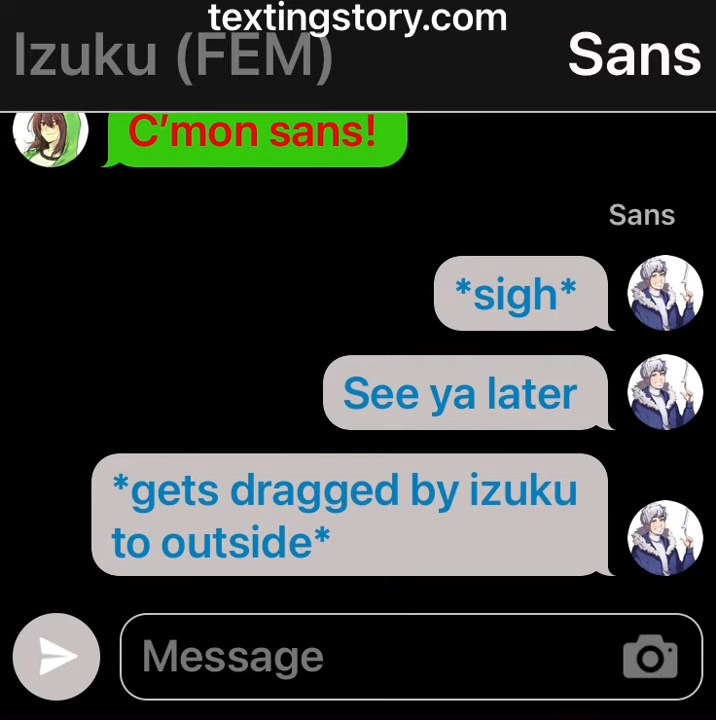 textingstory.com
Izuku (FEM)
Sans
C'mon sans!
Sans
*sigh*
See ya later
*gets dragged by izuku
to outside*
Message